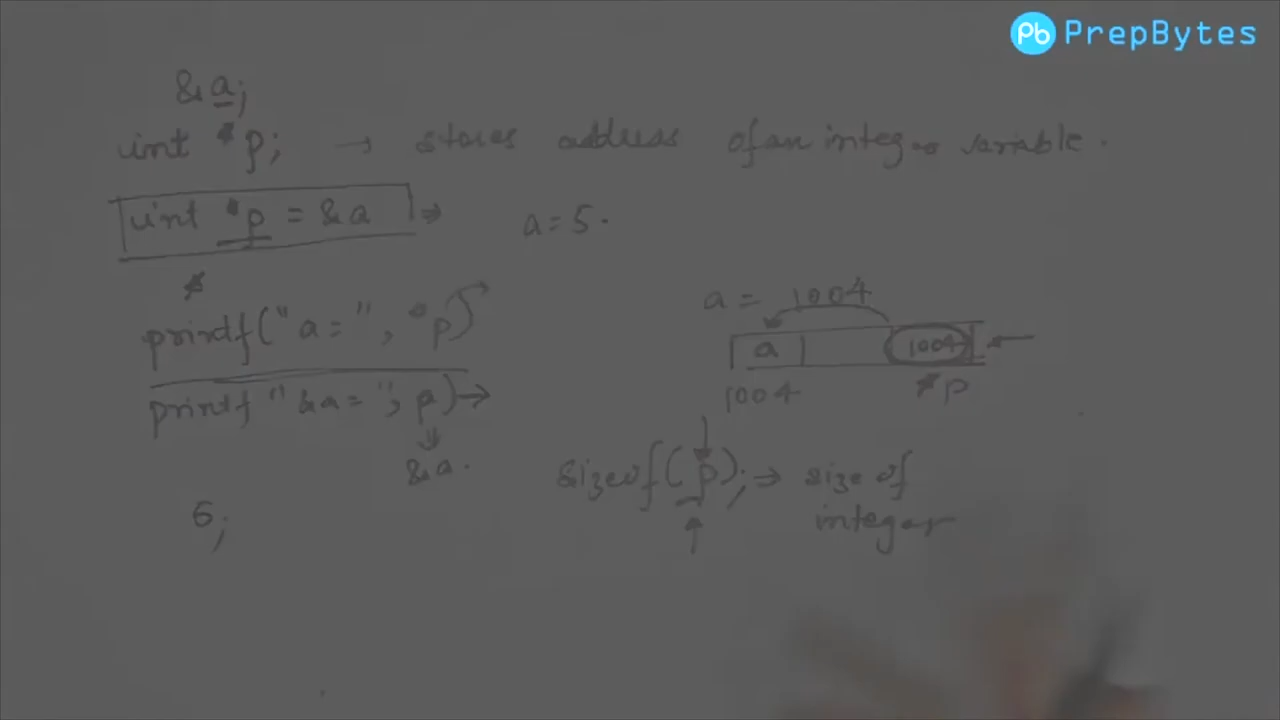 PrepBytes
&a;
int *p; → stores address of an integer variable.
int *p = &a ⇒ a = 5.
printf("a=", *p)
a = 1004
a 1004
1004 *p
printf "&a=", p) →
&a.
sizeof(p); → size of
integer
6;